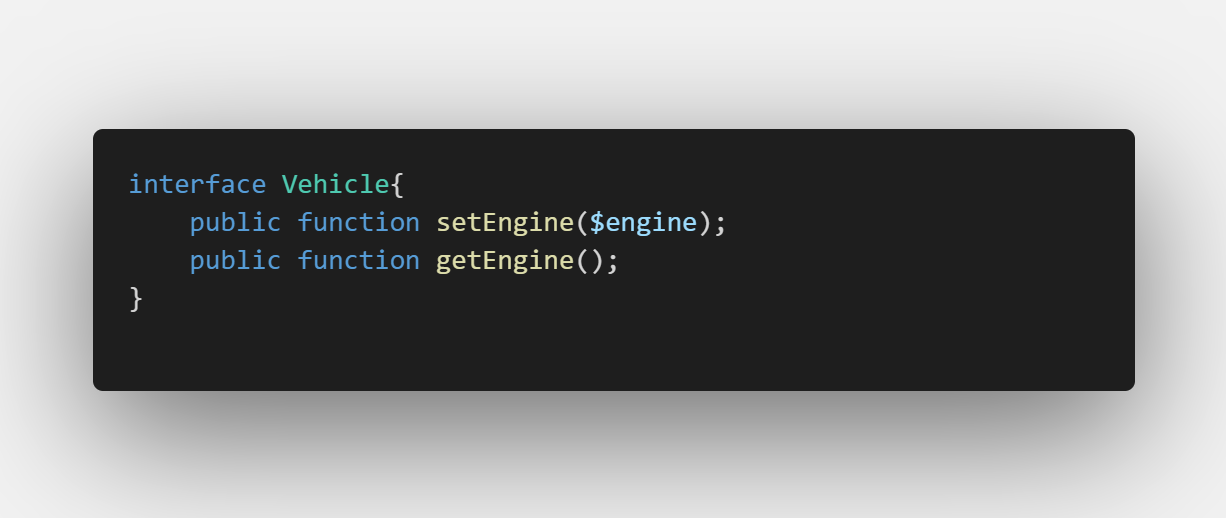 interface Vehicle{
    public function setEngine($engine);
    public function getEngine();
}